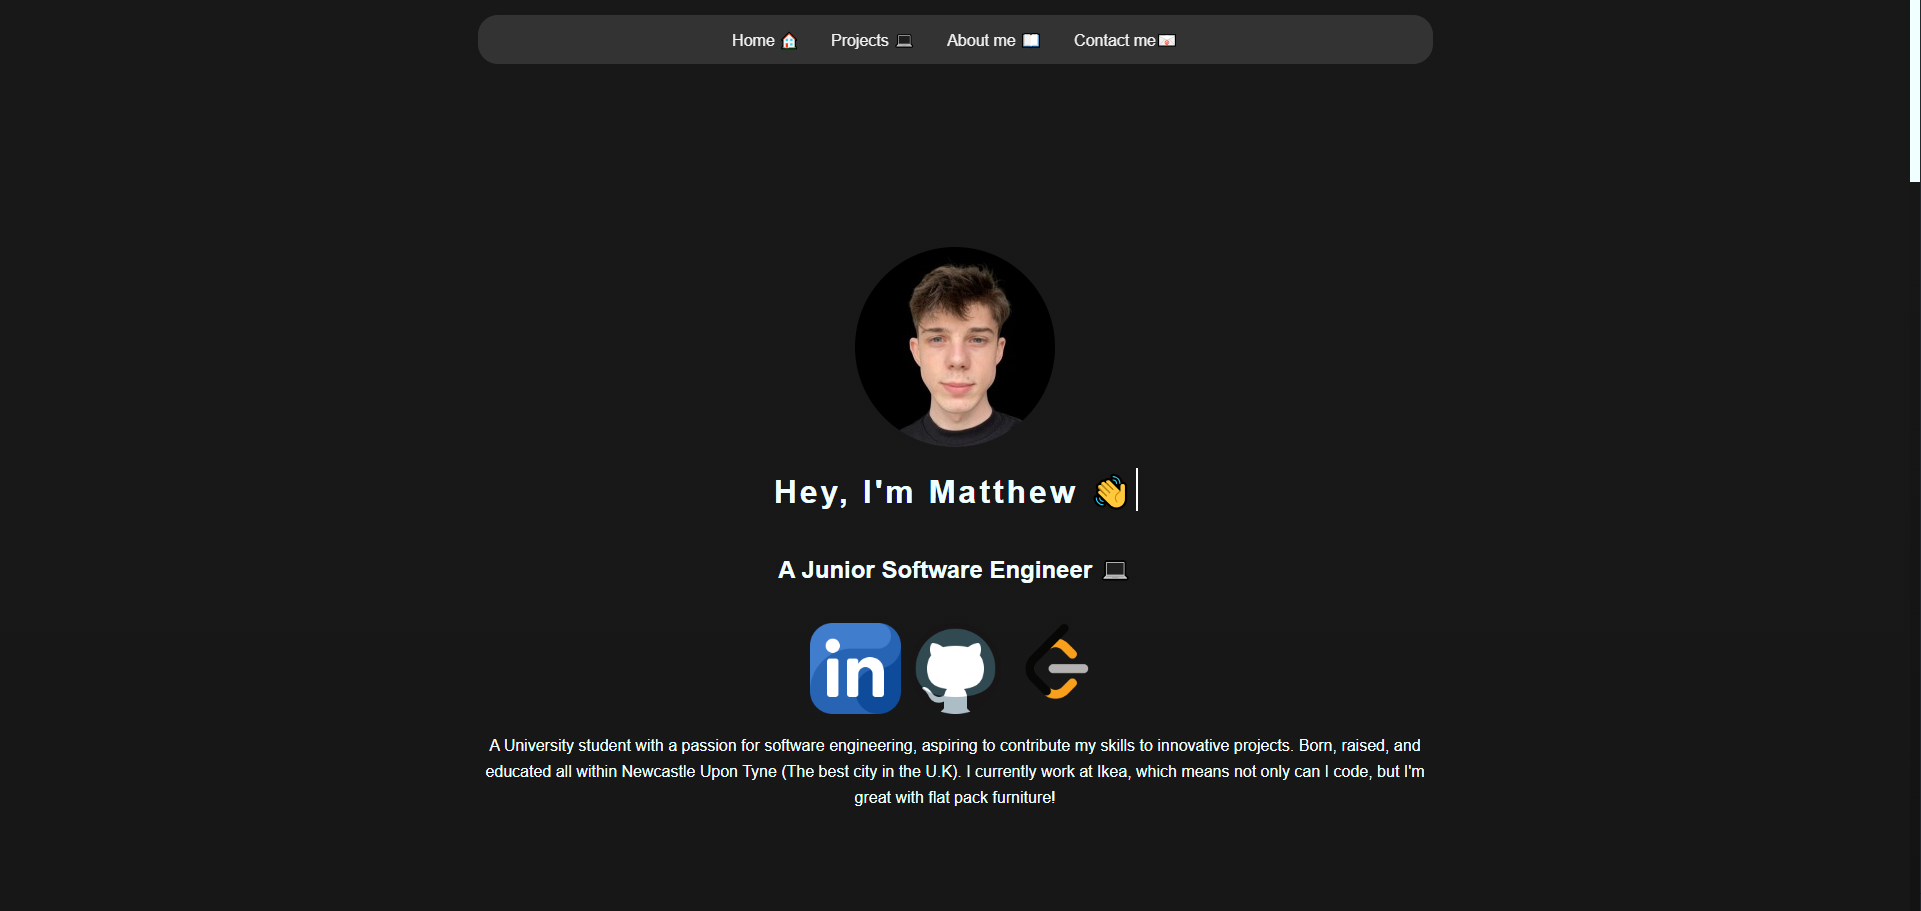 Home 🏠 Projects 💻 About me 📖 Contact me💌
Hey, I'm Matthew 👋
A Junior Software Engineer 💻
in
A University student with a passion for software engineering, aspiring to contribute my skills to innovative projects. Born, raised, and
educated all within Newcastle Upon Tyne (The best city in the U.K). I currently work at Ikea, which means not only can I code, but I'm
great with flat pack furniture!